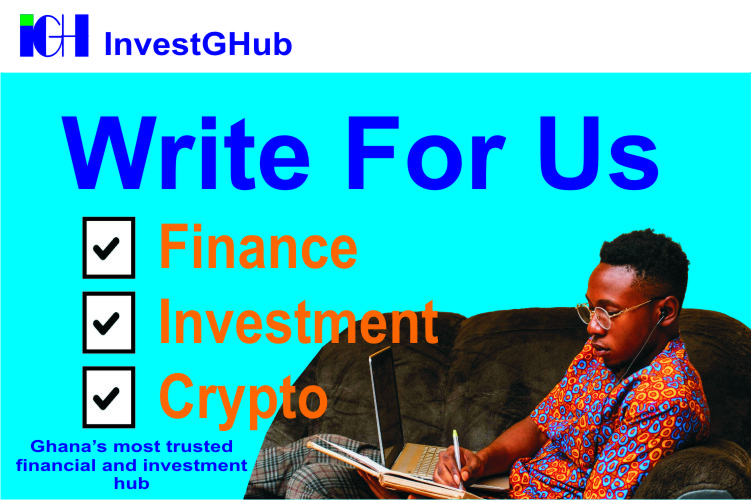 iGH InvestGHub
Write For Us
Finance
Investment
Crypto
Ghana's most trusted
financial and investment
hub